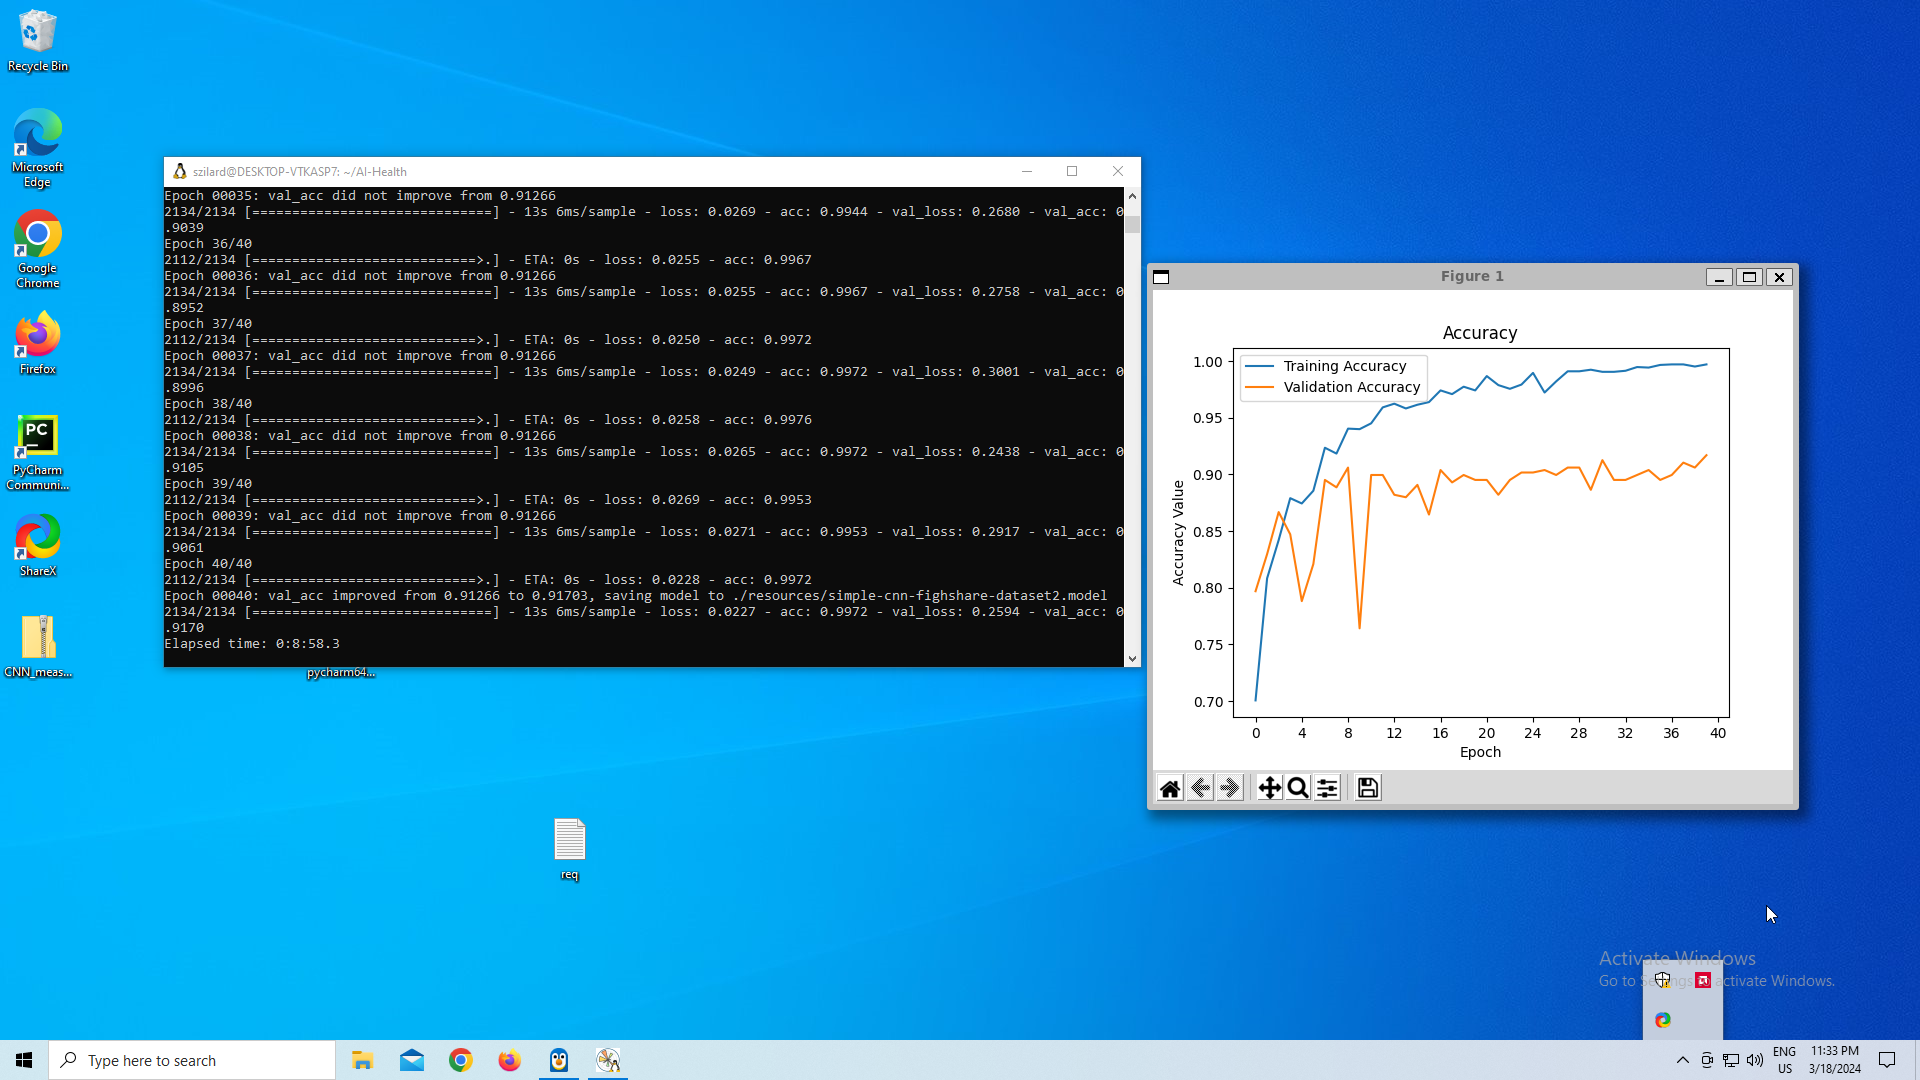 Recycle Bin
Microsoft
Edge
Google
Chrome
Firefox
PyCharm
Communi...
ShareX
CNN_meas...
szilard@DESKTOP-VTKASP7: ~/AI-Health
Epoch 00035: val_acc did not improve from 0.91266
2134/2134 [==============================] - 13s 6ms/sample - loss: 0.0269 - acc: 0.9944 - val_loss: 0.2680 - val_acc: 0
.9039
Epoch 36/40
2112/2134 [============================>.] - ETA: 0s - loss: 0.0255 - acc: 0.9967
Epoch 00036: val_acc did not improve from 0.91266
2134/2134 [==============================] - 13s 6ms/sample - loss: 0.0255 - acc: 0.9967 - val_loss: 0.2758 - val_acc: 0
.8952
Epoch 37/40
2112/2134 [============================>.] - ETA: 0s - loss: 0.0250 - acc: 0.9972
Epoch 00037: val_acc did not improve from 0.91266
2134/2134 [==============================] - 13s 6ms/sample - loss: 0.0249 - acc: 0.9972 - val_loss: 0.3001 - val_acc: 0
.8996
Epoch 38/40
2112/2134 [============================>.] - ETA: 0s - loss: 0.0258 - acc: 0.9976
Epoch 00038: val_acc did not improve from 0.91266
2134/2134 [==============================] - 13s 6ms/sample - loss: 0.0265 - acc: 0.9972 - val_loss: 0.2438 - val_acc: 0
.9105
Epoch 39/40
2112/2134 [============================>.] - ETA: 0s - loss: 0.0269 - acc: 0.9953
Epoch 00039: val_acc did not improve from 0.91266
2134/2134 [==============================] - 13s 6ms/sample - loss: 0.0271 - acc: 0.9953 - val_loss: 0.2917 - val_acc: 0
.9061
Epoch 40/40
2112/2134 [============================>.] - ETA: 0s - loss: 0.0228 - acc: 0.9972
Epoch 00040: val_acc improved from 0.91266 to 0.91703, saving model to ./resources/simple-cnn-fighshare-dataset2.model
2134/2134 [==============================] - 13s 6ms/sample - loss: 0.0227 - acc: 0.9972 - val_loss: 0.2594 - val_acc: 0
.9170
Elapsed time: 0:8:58.3
pycharm64...
req
Figure 1
Accuracy
Training Accuracy
Validation Accuracy
Accuracy Value
1.00
0.95
0.90
0.85
0.80
0.75
0.70
0 4 8 12 16 20 24 28 32 36 40
Epoch
Activate Windows
Go to Settings to activate Windows.
Type here to search
ENG
US
11:33 PM
3/18/2024